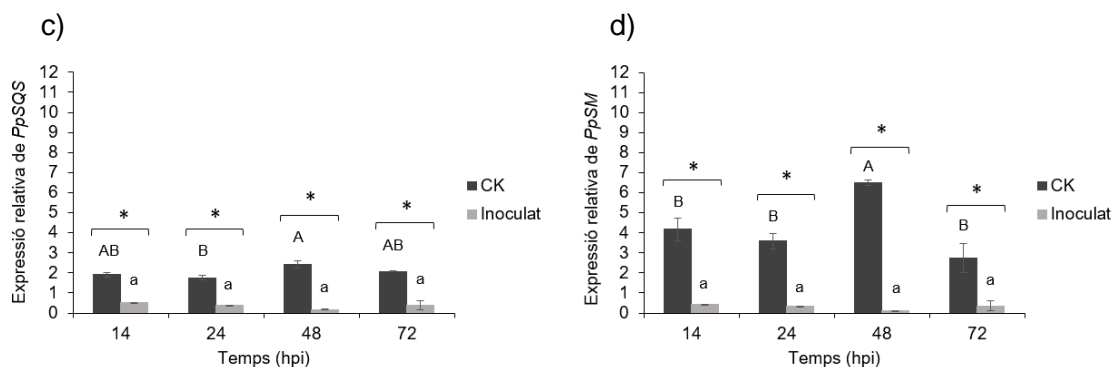 c)
Expressió relativa de PpSQS
12
11
10
9
8
7
6
5
4
3
2
1
0
*
*
*
*
AB
a
B
a
A
a
AB
a
14
24
48
72
Temps (hpi)
CK
Inoculat
d)
Expressió relativa de PpSM
12
11
10
9
8
7
6
5
4
3
2
1
0
*
*
*
*
B
a
B
a
A
a
B
a
14
24
48
72
Temps (hpi)
CK
Inoculat